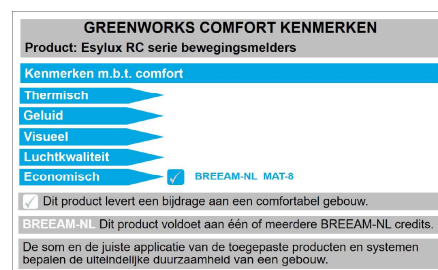 GREENWORKS COMFORT KENMERKEN
Product: Esylux RC serie bewegingsmelders
Kenmerken m.b.t. comfort
Thermisch
Geluid
Visueel
Luchtkwaliteit
Economisch BREEAM-NL MAT-8
Dit product levert een bijdrage aan een comfortabel gebouw.
BREEAM-NL Dit product voldoet aan één of meerdere BREEAM-NL credits.
De som en de juiste applicatie van de toegepaste producten en systemen
bepalen de uiteindelijke duurzaamheid van een gebouw.